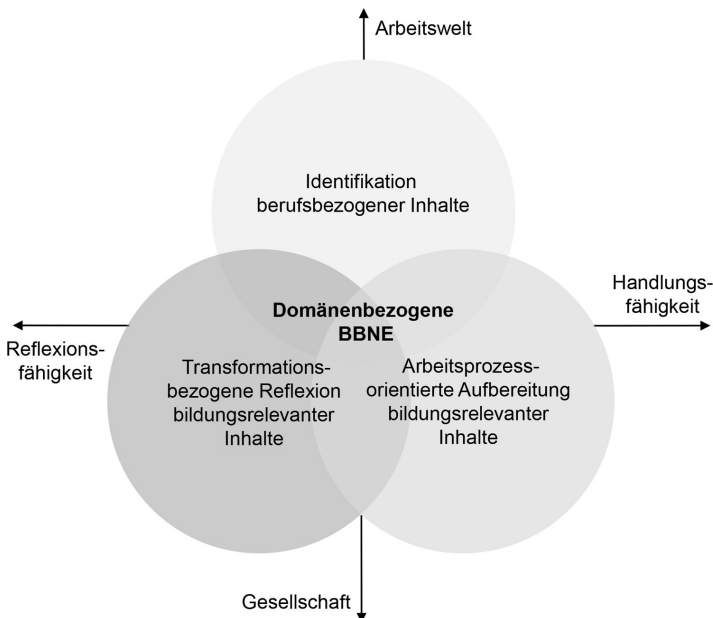 Arbeitswelt
Identifikation
berufsbezogener Inhalte
Handlungs-
fähigkeit
Domänenbezogene
BBNE
Reflexions-
fähigkeit
Transformations-
bezogene Reflexion
bildungsrelevanter
Inhalte
Arbeitsprozess-
orientierte Aufbereitung
bildungsrelevanter
Inhalte
Gesellschaft